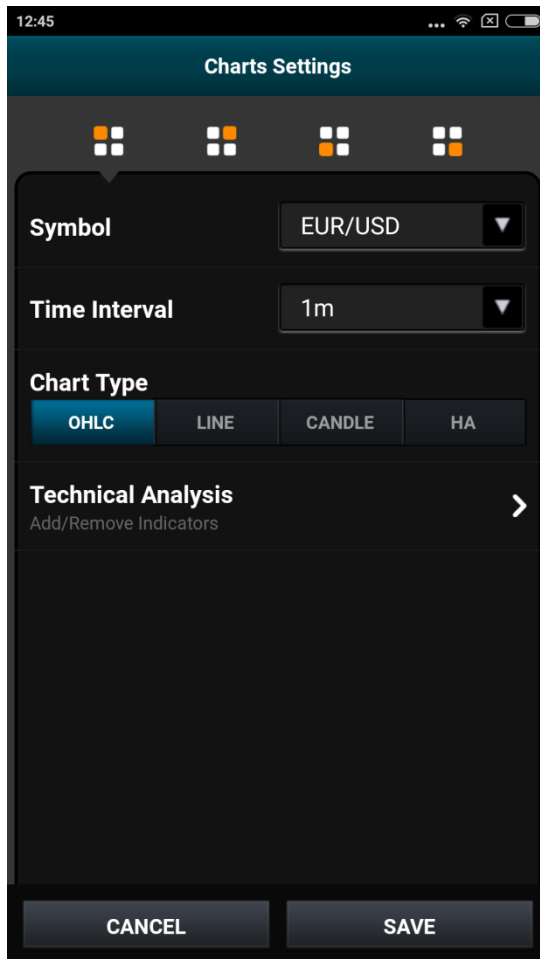 12:45
Charts Settings
Symbol
EUR/USD
Time Interval
1m
Chart Type
OHLC
LINE
CANDLE
HA
Technical Analysis
Add/Remove Indicators
CANCEL
SAVE